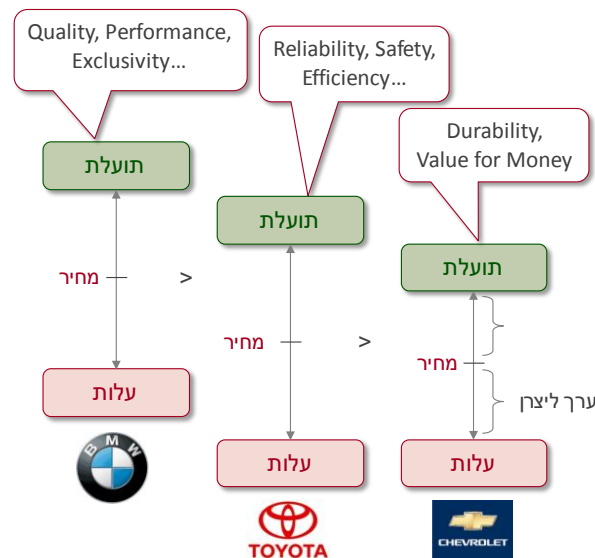 Quality, Performance,
Exclusivity...
Reliability, Safety,
Efficiency...
Durability,
Value for Money
תועלת
תועלת
תועלת
מחיר
>
מחיר
>
מחיר
ערך ליצרן
עלות
עלות
עלות
BMW
TOYOTA
CHEVROLET